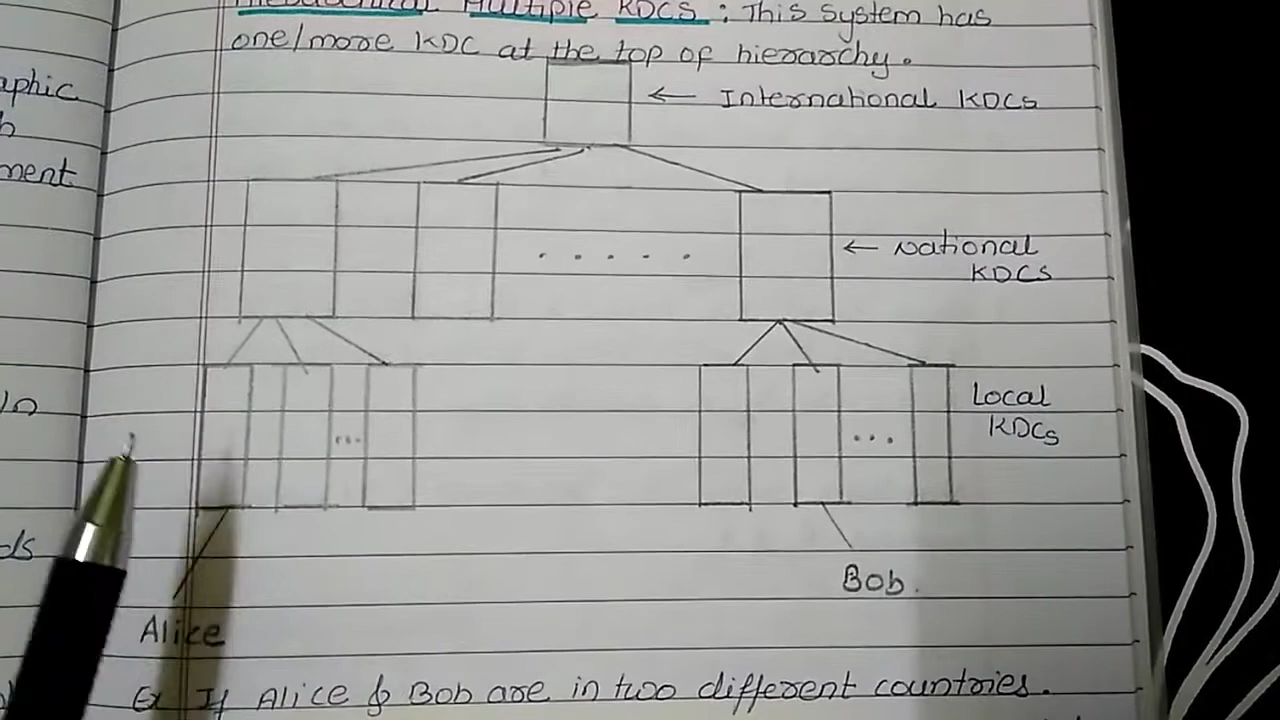 Multiple KDCs : This system has
one/more KDC at the top of hierarchy.
← International KDCs
← National
KDCS
Local
KDCs
Bob.
Alice
Ex If Alice & Bob are in two different countries.